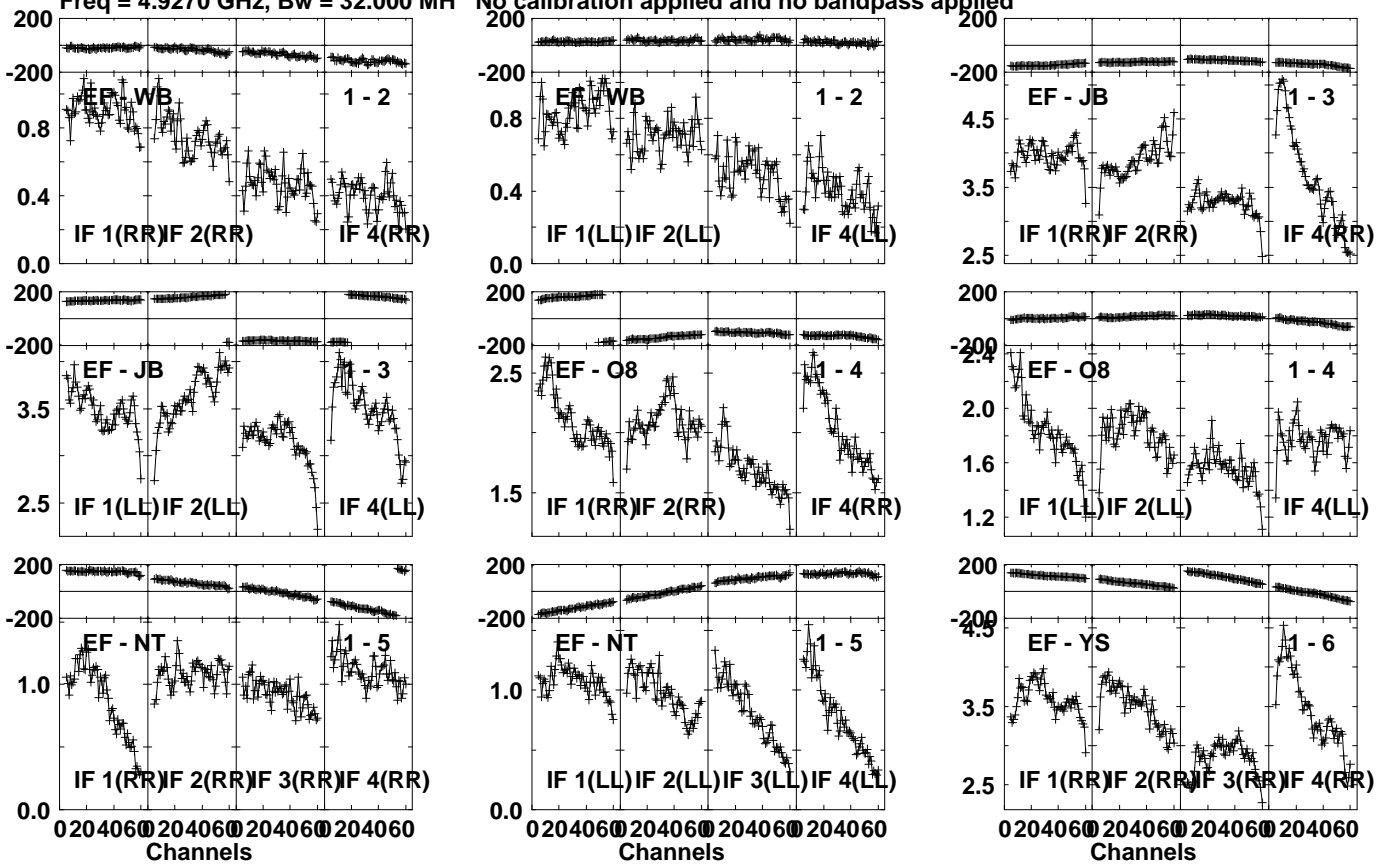 Freq = 4.9270 GHz, Bw = 32.000 MH No calibration applied and no bandpass applied
200 200 200
-200 -200 -200
EF - WB 1 - 2 EF - WB 1 - 2 EF - JB 1 - 3
0.8 0.8 4.5
0.4 0.4 3.5
IF 1(RR) IF 2(RR) IF 4(RR) IF 1(LL) IF 2(LL) IF 4(LL) IF 1(RR) IF 2(RR) IF 4(RR)
0.0 0.0 2.5
200 200 200
-200 -200 -200
2.4
EF - JB 1 - 3 EF - O8 1 - 4 EF - O8 1 - 4
3.5 2.5 2.0
1.6
2.5 1.5 1.2
IF 1(LL) IF 2(LL) IF 4(LL) IF 1(RR) IF 2(RR) IF 4(RR) IF 1(LL) IF 2(LL) IF 4(LL)
200 200 200
-200 -200 -200
4.5
EF - NT 1 - 5 EF - NT 1 - 5 EF - YS 1 - 6
1.0 1.0 3.5
IF 1(RR) IF 2(RR) IF 3(RR) IF 4(RR) IF 1(LL) IF 2(LL) IF 3(LL) IF 4(LL) IF 1(RR) IF 2(RR) IF 3(RR) IF 4(RR)
0.0 0.0 2.5
0 20 40 60 0 20 40 60 0 20 40 60 0 20 40 60 0 20 40 60 0 20 40 60 0 20 40 60 0 20 40 60 0 20 40 60 0 20 40 60 0 20 40 60 0 20 40 60
Channels Channels Channels